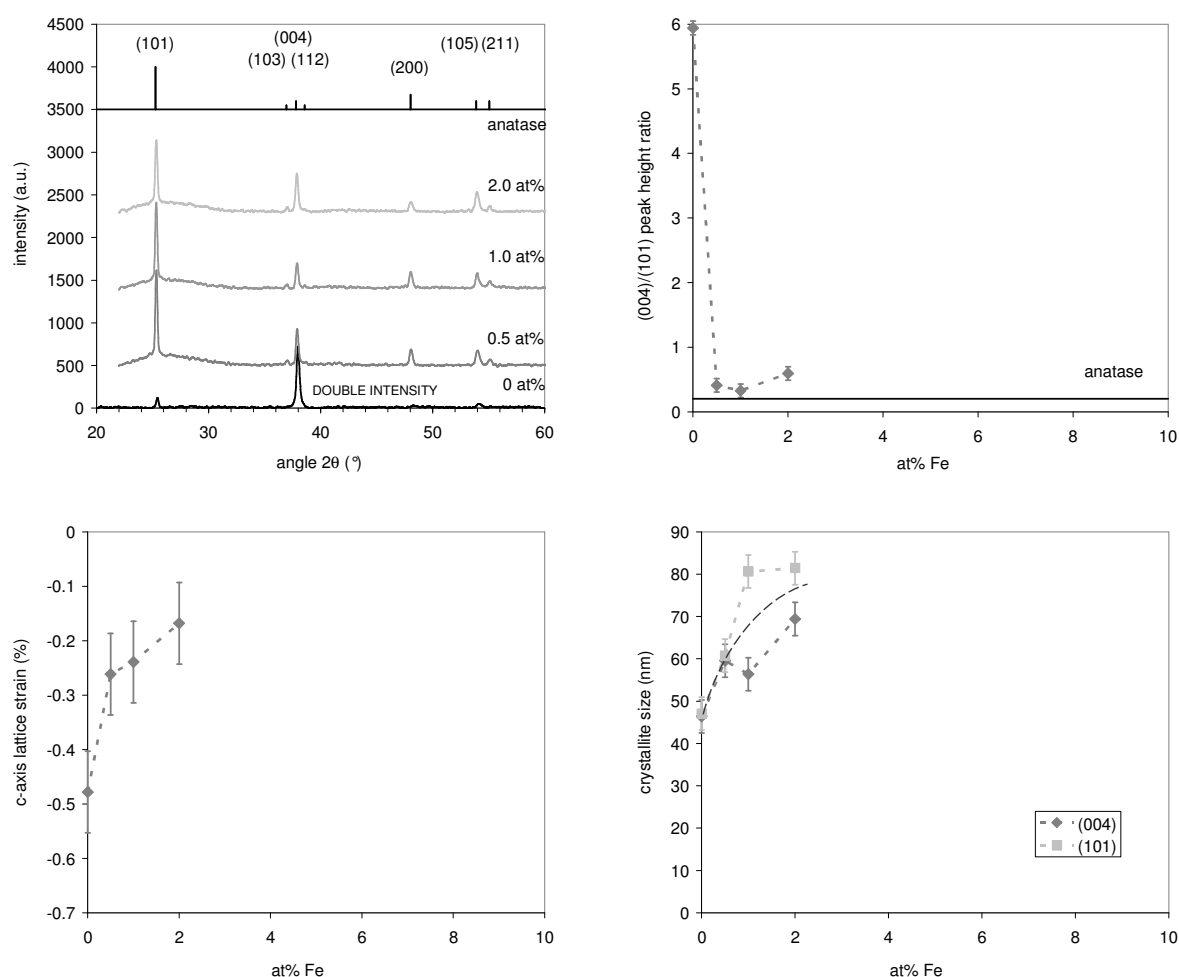 4500
4000
3500
3000
2500
2000
1500
1000
500
0
intensity (a.u.)
(101)
(004)
(103) (112)
(200)
(105) (211)
anatase
2.0 at%
1.0 at%
0.5 at%
0 at%
DOUBLE INTENSITY
20 30 40 50 60
angle 2θ (°)
6
5
4
3
2
1
0
(004)/(101) peak height ratio
anatase
0 2 4 6 8 10
at% Fe
0
-0.1
-0.2
-0.3
-0.4
-0.5
-0.6
-0.7
c-axis lattice strain (%)
0 2 4 6 8 10
at% Fe
90
80
70
60
50
40
30
20
10
0
crystallite size (nm)
(004)
(101)
0 2 4 6 8 10
at% Fe